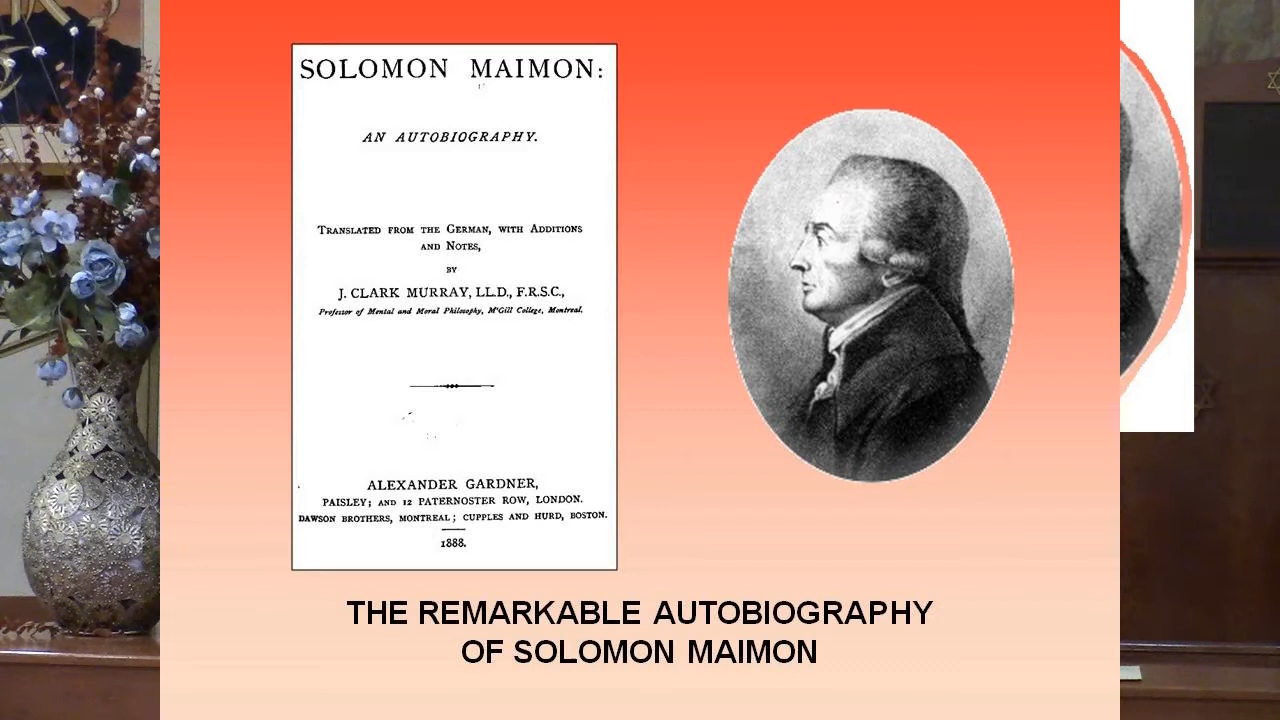 SOLOMON MAIMON:
AN AUTOBIOGRAPHY.
Translated from the German, with Additions
and Notes,
BY
J. CLARK MURRAY, LL.D., F.R.S.C.,
Professor of Mental and Moral Philosophy, M'Gill College, Montreal.
ALEXANDER GARDNER,
PAISLEY; AND 12 PATERNOSTER ROW, LONDON.
DAWSON BROTHERS, MONTREAL; CUPPLES AND HURD, BOSTON.
1888.
THE REMARKABLE AUTOBIOGRAPHY
OF SOLOMON MAIMON